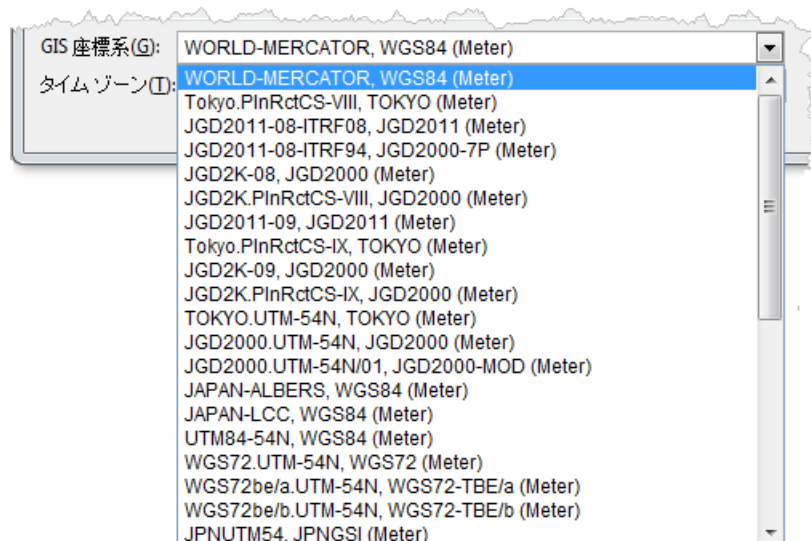 GIS 座標系(G): WORLD-MERCATOR, WGS84 (Meter)
タイム ゾーン(T):
WORLD-MERCATOR, WGS84 (Meter)
Tokyo.PlnRctCS-VIII, TOKYO (Meter)
JGD2011-08-ITRF08, JGD2011 (Meter)
JGD2011-08-ITRF94, JGD2000-7P (Meter)
JGD2K-08, JGD2000 (Meter)
JGD2K.PlnRctCS-VIII, JGD2000 (Meter)
JGD2011-09, JGD2011 (Meter)
Tokyo.PlnRctCS-IX, TOKYO (Meter)
JGD2K-09, JGD2000 (Meter)
JGD2K.PlnRctCS-IX, JGD2000 (Meter)
TOKYO.UTM-54N, TOKYO (Meter)
JGD2000.UTM-54N, JGD2000 (Meter)
JGD2000.UTM-54N/01, JGD2000-MOD (Meter)
JAPAN-ALBERS, WGS84 (Meter)
JAPAN-LCC, WGS84 (Meter)
UTM84-54N, WGS84 (Meter)
WGS72.UTM-54N, WGS72 (Meter)
WGS72be/a.UTM-54N, WGS72-TBE/a (Meter)
WGS72be/b.UTM-54N, WGS72-TBE/b (Meter)
JPNUTM54, JPNGSI (Meter)